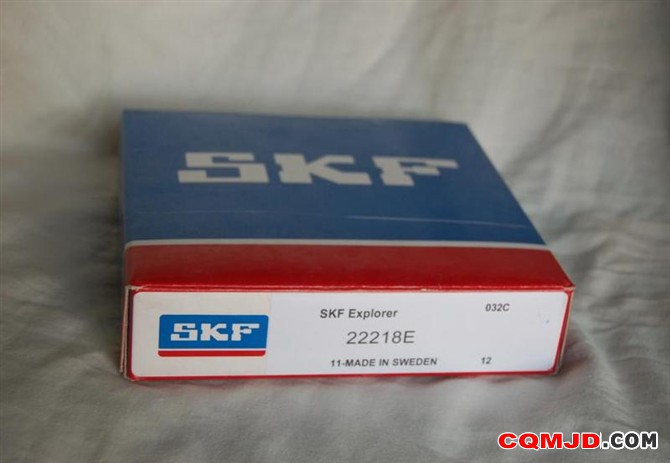 SKF
SKF Explorer 032C
SKF
22218E
11-MADE IN SWEDEN 12
CQMJD.COM